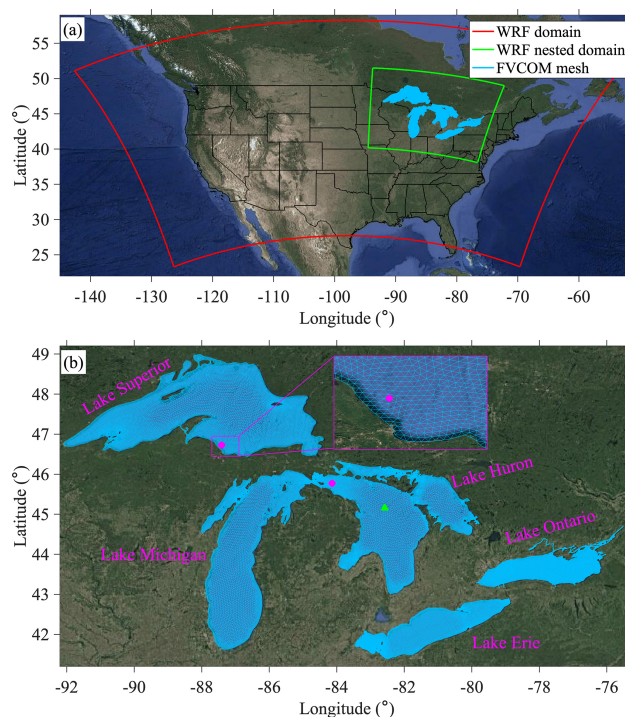 (a)
WRF domain
WRF nested domain
FVCOM mesh
55
50
45
40
35
30
25
Latitude (°)
-140 -130 -120 -110 -100 -90 -80 -70 -60
Longitude (°)
(b)
49
48
47
46
45
44
43
42
Latitude (°)
Lake Superior
Lake Huron
Lake Ontario
Lake Michigan
Lake Erie
-92 -90 -88 -86 -84 -82 -80 -78 -76
Longitude (°)